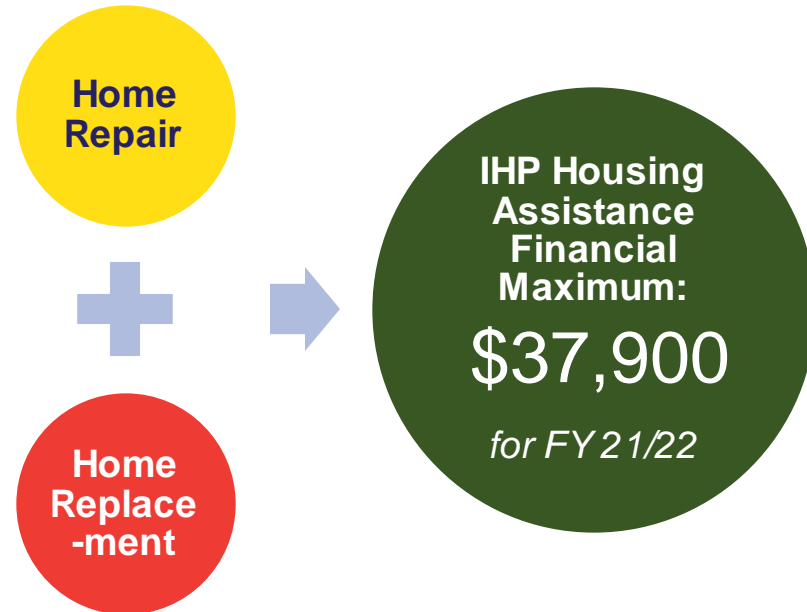 Home
Repair
Home
Replace
-ment
IHP Housing
Assistance
Financial
Maximum:
$37,900
for FY 21/22